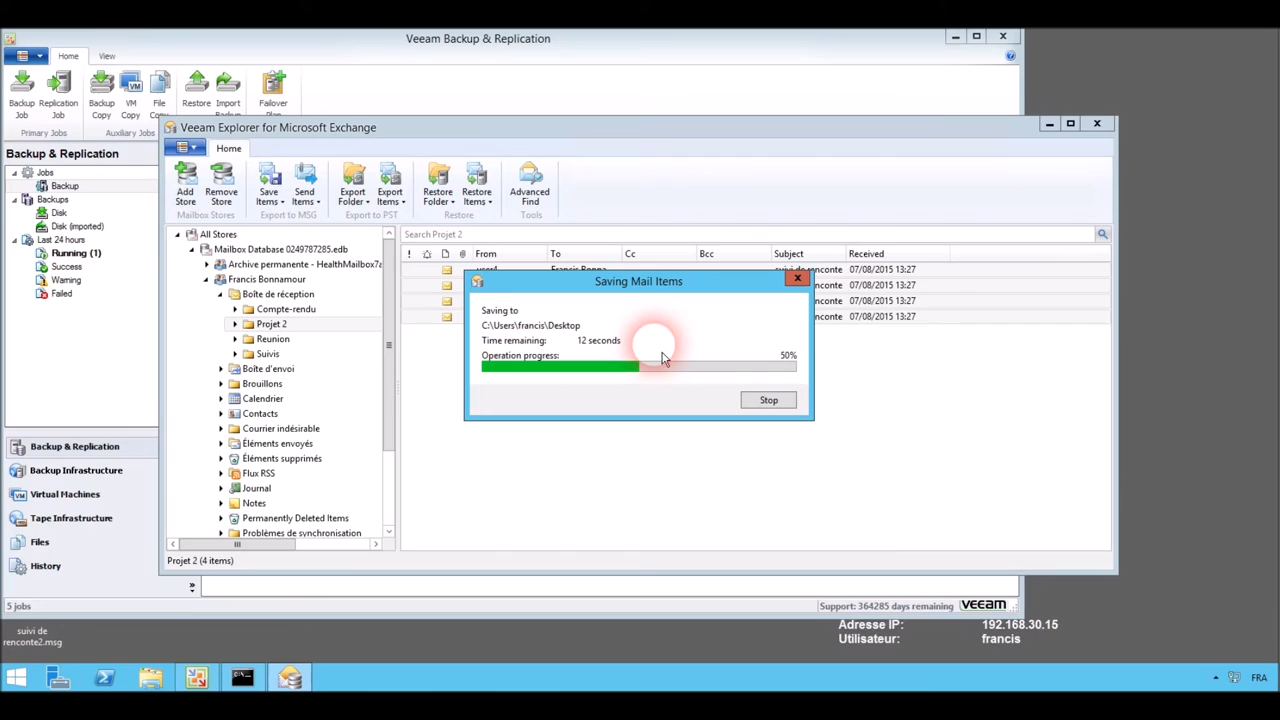 Veeam Backup & Replication
Home
View
Backup Job
Replication Job
Backup Copy
VM Copy
File
Restore
Import
Failover
Primary Jobs
Auxiliary Jobs
Backup & Replication
Jobs
Backup
Backups
Disk
Disk (imported)
Last 24 hours
Running (1)
Success
Warning
Failed
Backup & Replication
Backup Infrastructure
Virtual Machines
Tape Infrastructure
Files
History
5 jobs
Support: 364285 days remaining
veeam
Veeam Explorer for Microsoft Exchange
Home
Add Store
Remove Store
Save Items
Send Items
Export Folder
Export Items
Restore Folder
Restore Items
Advanced Find
Mailbox Stores
Export to MSG
Export to PST
Restore
Tools
All Stores
Search Projet 2
Mailbox Database 0249787285.edb
Archive permanente - HealthMailbox7a
Francis Bonnamour
Boîte de réception
Compte-rendu
Projet 2
Reunion
Suivis
Boîte d'envoi
Brouillons
Calendrier
Contacts
Courrier indésirable
Éléments envoyés
Éléments supprimés
Flux RSS
Journal
Notes
Permanently Deleted Items
Problèmes de synchronisation
From To Cc Bcc Subject Received
07/08/2015 13:27
renconte 07/08/2015 13:27
renconte 07/08/2015 13:27
renconte 07/08/2015 13:27
Projet 2 (4 items)
Saving Mail Items
Saving to
C:\Users\francis\Desktop
Time remaining: 12 seconds
Operation progress: 50%
Stop
suivi de
renconte2.msg
Adresse IP: 192.168.30.15
Utilisateur: francis
FRA